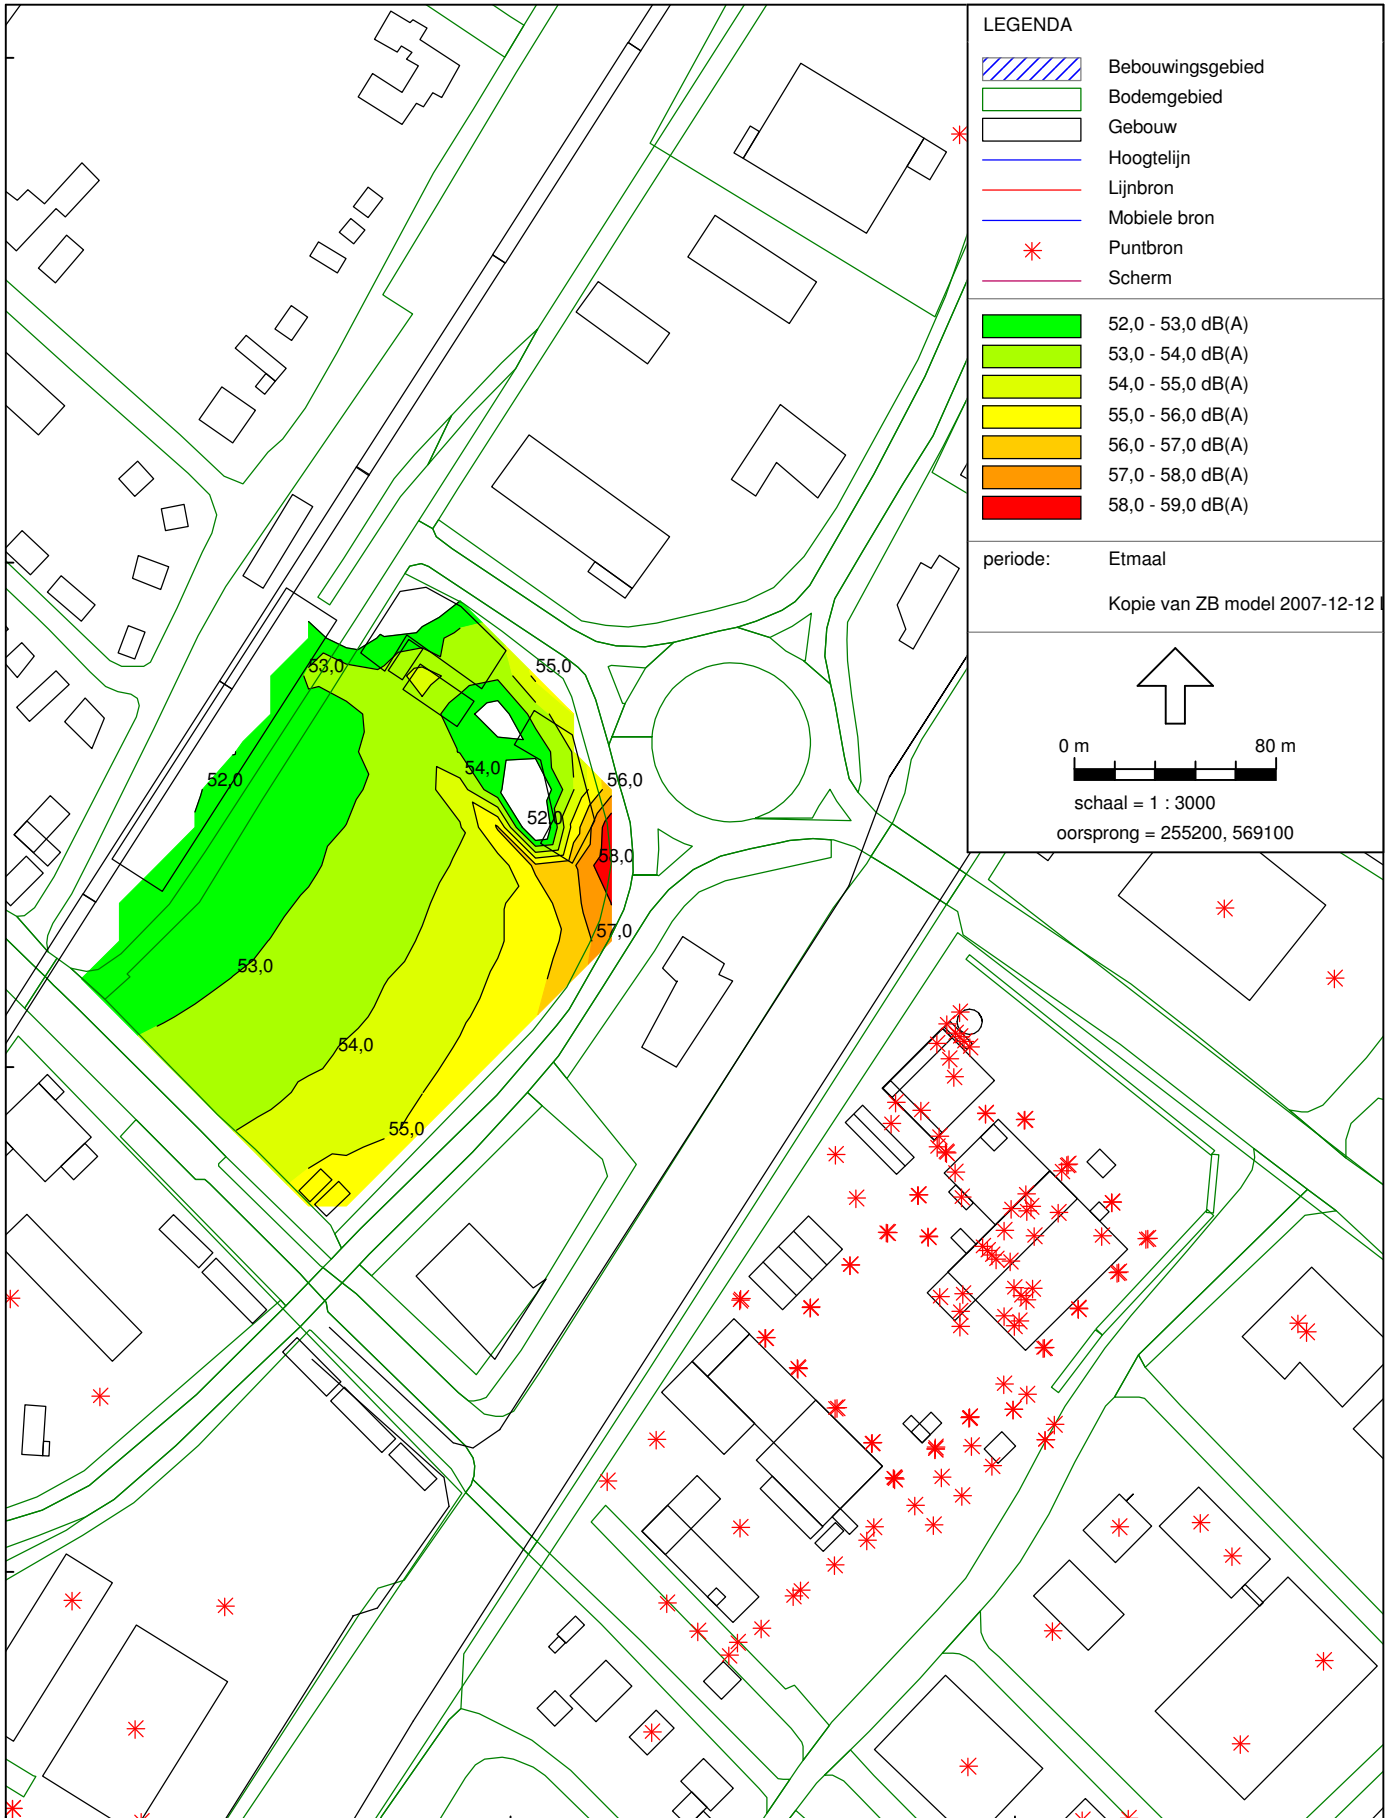 LEGENDA
Bebouwingsgebied
Bodemgebied
Gebouw
Hoogtelijn
Lijnbron
Mobiele bron
Puntbron
Scherm
52,0 - 53,0 dB(A)
53,0 - 54,0 dB(A)
54,0 - 55,0 dB(A)
55,0 - 56,0 dB(A)
56,0 - 57,0 dB(A)
57,0 - 58,0 dB(A)
58,0 - 59,0 dB(A)
periode: Etmaal
Kopie van ZB model 2007-12-12
0 m 80 m
schaal = 1 : 3000
oorsprong = 255200, 569100
53,0
55,0
52,0
54,0
56,0
52,0
58,0
57,0
53,0
54,0
55,0